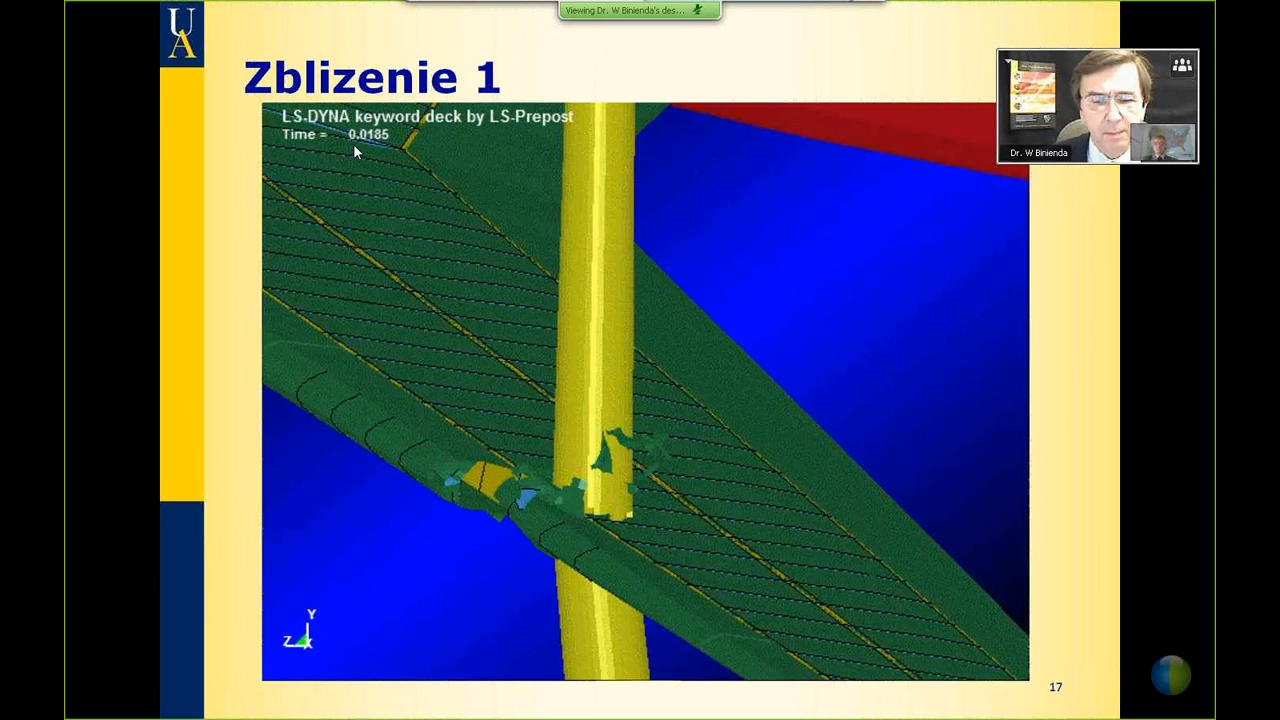 Viewing Dr. W Binienda's des...
U
A
Zblizenie 1
LS-DYNA keyword deck by LS-Prepost
Time = 0.0185
Dr. W Binienda
Y
Z X
17